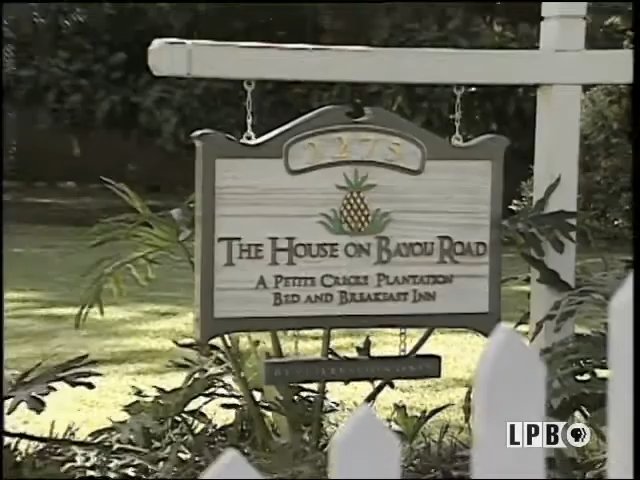 2275
The House on Bayou Road
A Petite Creole Plantation
Bed and Breakfast Inn
LPB